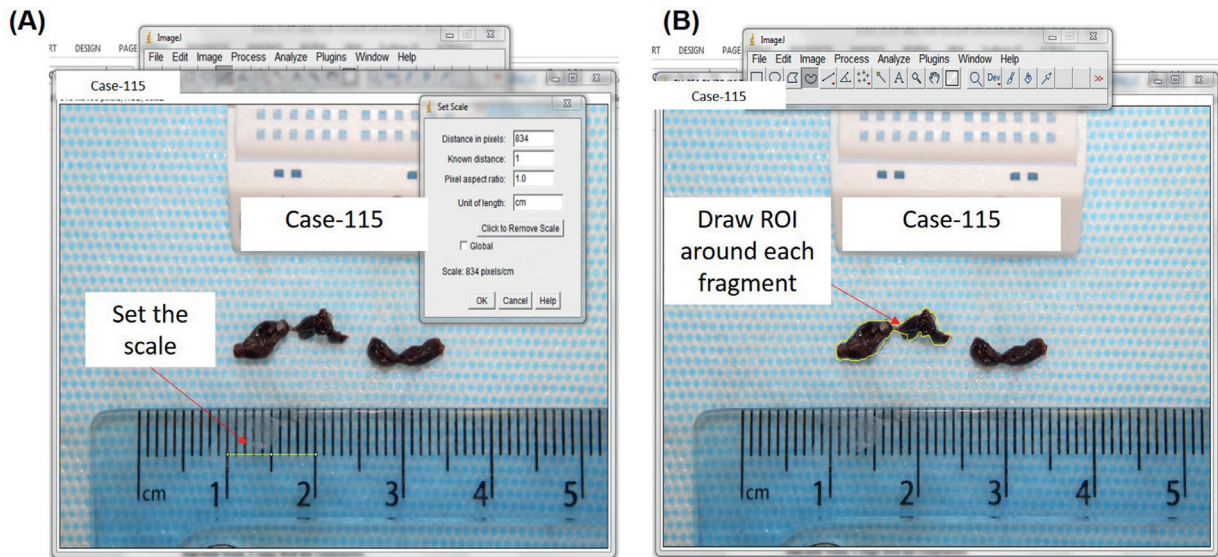 (A)
RT DESIGN PAGE
ImageJ
File Edit Image Process Analyze Plugins Window Help
Case-115
Set Scale
Distance in pixels: 834
Known distance: 1
Pixel aspect ratio: 1.0
Unit of length: cm
Click to Remove Scale
Global
Scale: 834 pixels/cm
OK Cancel Help
Case-115
Set the
scale
cm 1 2 3 4 5
(B)
RT DESIGN PAGE
ImageJ
File Edit Image Process Analyze Plugins Window Help
A Dev >>
Case-115
Draw ROI
around each
fragment
Case-115
cm 1 2 3 4 5